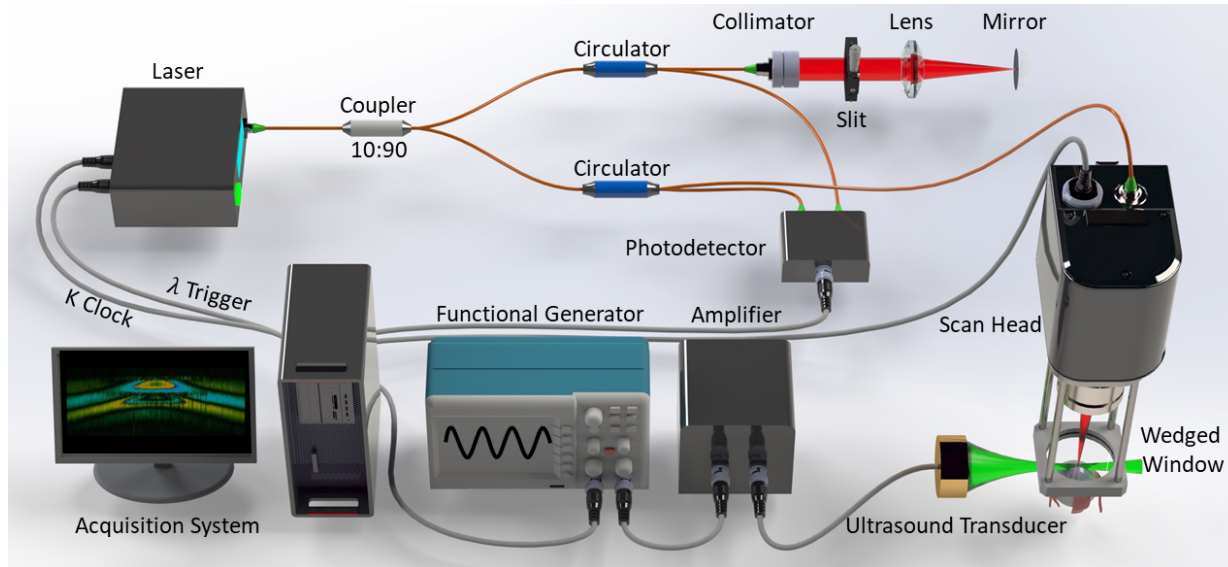 Collimator
Lens
Mirror
Circulator
Laser
Coupler
10:90
Slit
Circulator
Photodetector
λ Trigger
K Clock
Functional Generator
Amplifier
Scan Head
Wedged
Window
Acquisition System
Ultrasound Transducer